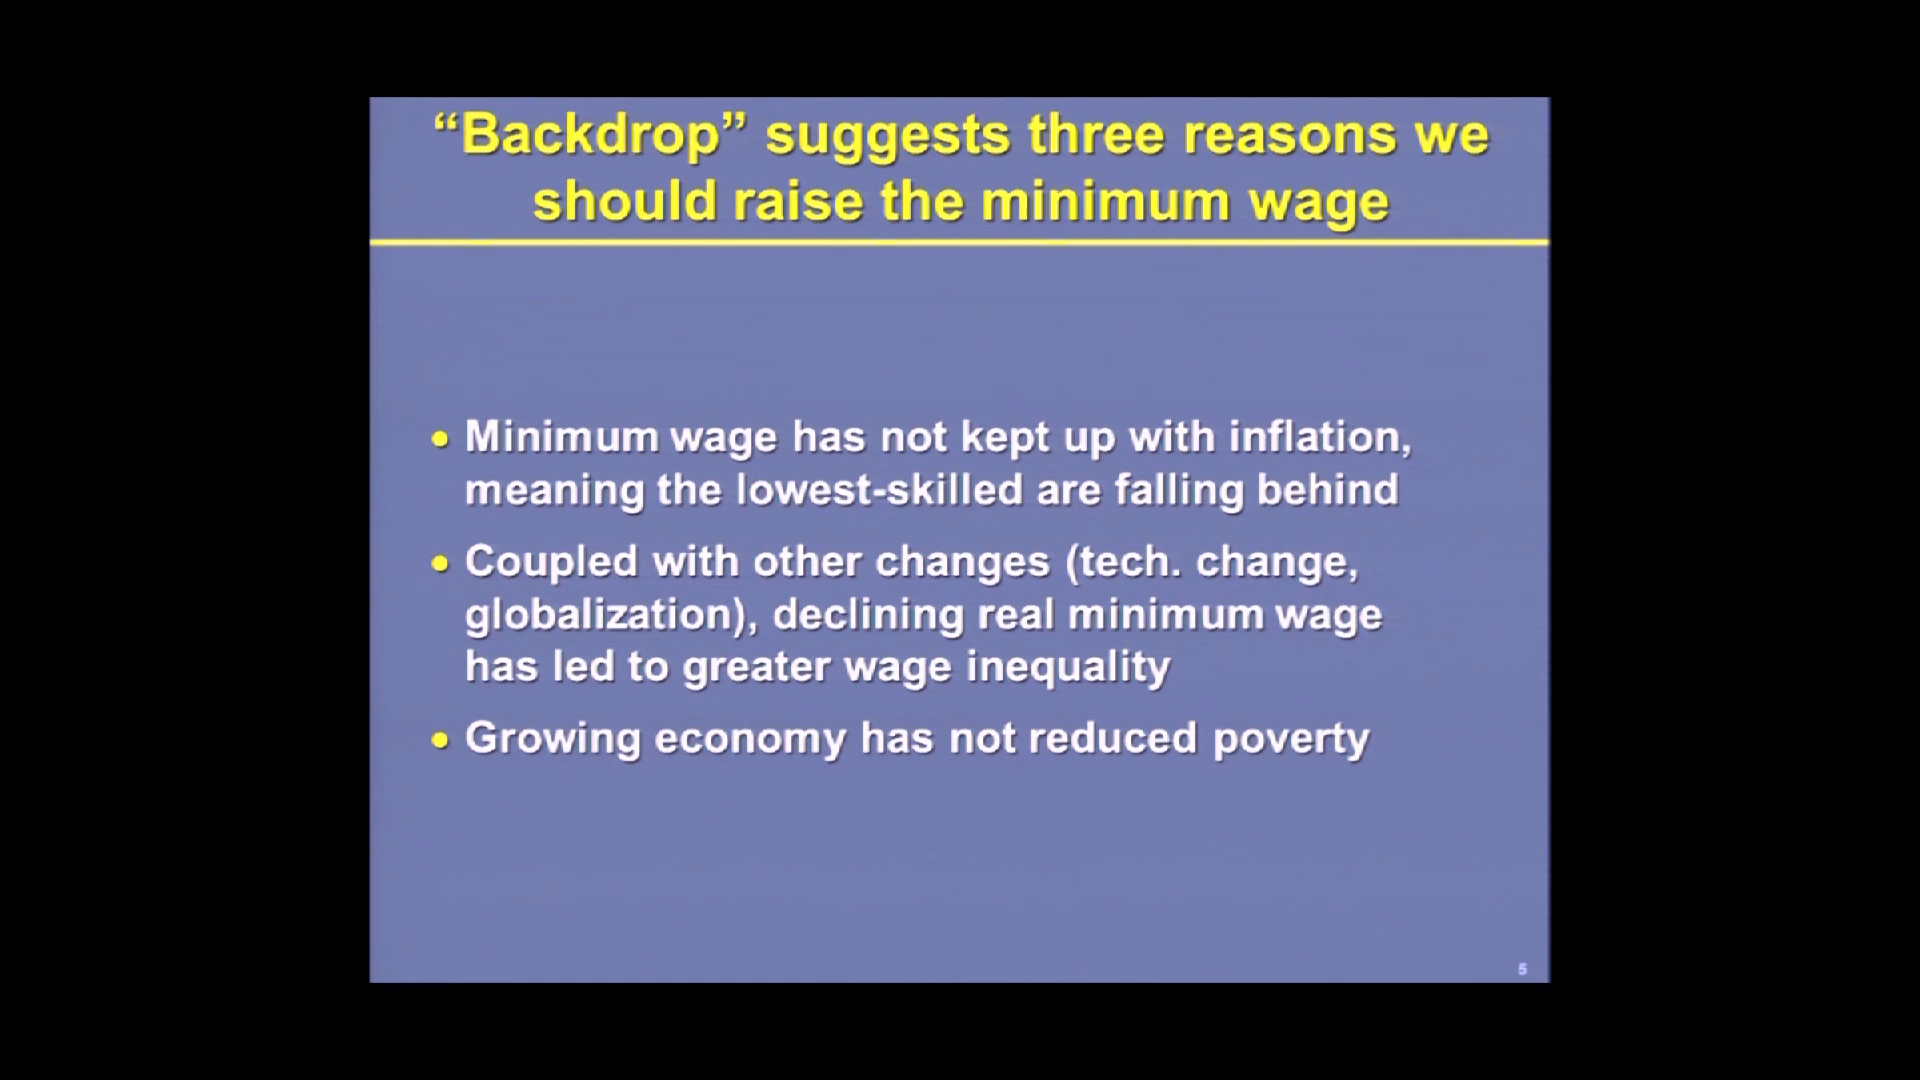 “Backdrop” suggests three reasons we
should raise the minimum wage
• Minimum wage has not kept up with inflation,
meaning the lowest-skilled are falling behind
• Coupled with other changes (tech. change,
globalization), declining real minimum wage
has led to greater wage inequality
• Growing economy has not reduced poverty
5